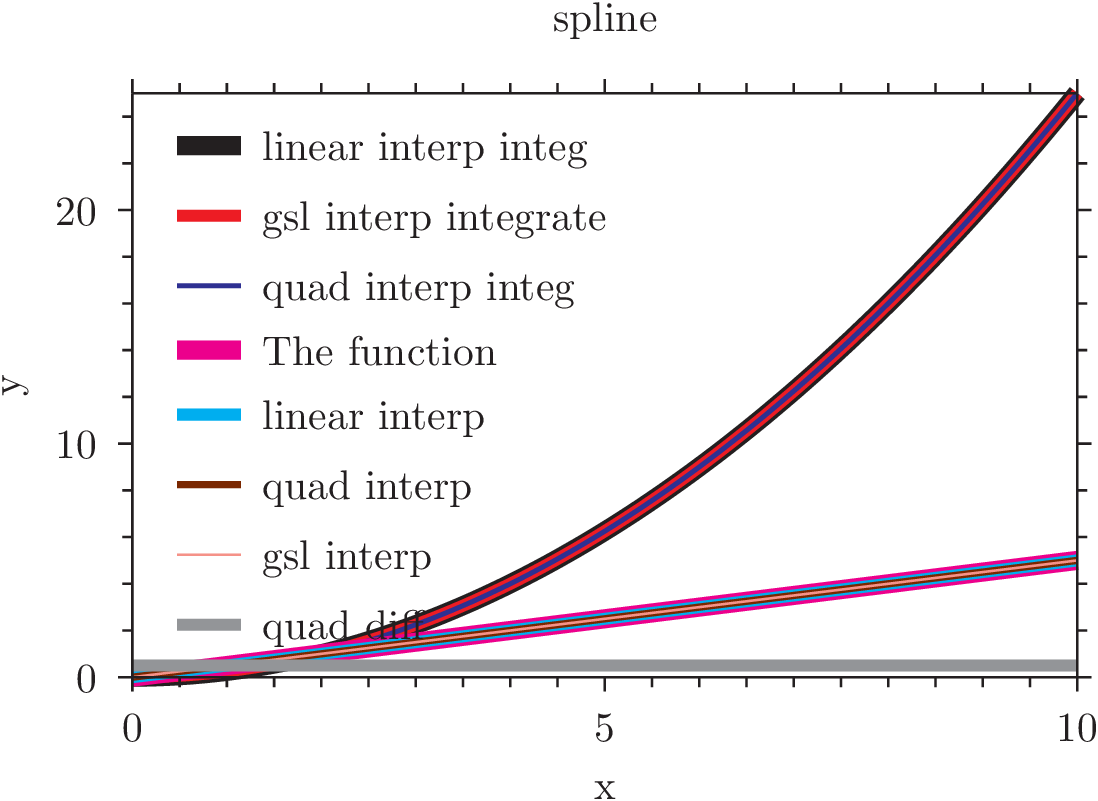 spline
linear interp integ
gsl interp integrate
20
quad interp integ
The function
y
linear interp
10
quad interp
gsl interp
quad diff
0
0 5 10
x